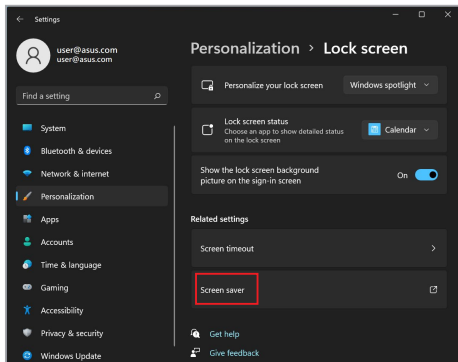 Settings
user@asus.com
user@asus.com
Find a setting
System
Bluetooth & devices
Network & internet
Personalization
Apps
Accounts
Time & language
Gaming
Accessibility
Privacy & security
Windows Update
Personalization > Lock screen
Personalize your lock screen
Windows spotlight
Lock screen status
Choose an app to show detailed status
on the lock screen
Calendar
Show the lock screen background
picture on the sign-in screen
On
Related settings
Screen timeout
Screen saver
Get help
Give feedback